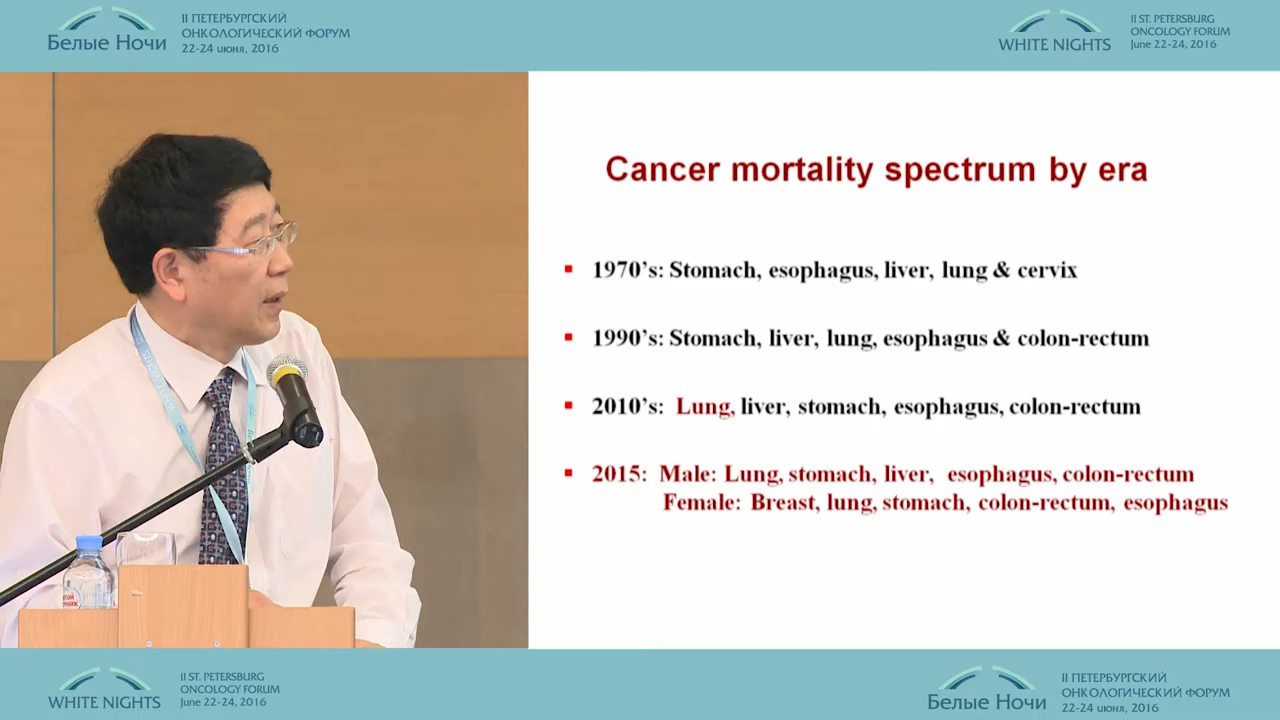 Белые Ночи
II ПЕТЕРБУРГСКИЙ
ОНКОЛОГИЧЕСКИЙ ФОРУМ
22-24 июня, 2016
WHITE NIGHTS
II ST. PETERSBURG
ONCOLOGY FORUM
June 22-24, 2016
Cancer mortality spectrum by era
1970's: Stomach, esophagus, liver, lung & cervix
1990's: Stomach, liver, lung, esophagus & colon-rectum
2010's: Lung, liver, stomach, esophagus, colon-rectum
2015: Male: Lung, stomach, liver, esophagus, colon-rectum
Female: Breast, lung, stomach, colon-rectum, esophagus
WHITE NIGHTS
II ST. PETERSBURG
ONCOLOGY FORUM
June 22-24, 2016
Белые Ночи
II ПЕТЕРБУРГСКИЙ
ОНКОЛОГИЧЕСКИЙ ФОРУМ
22-24 июня, 2016